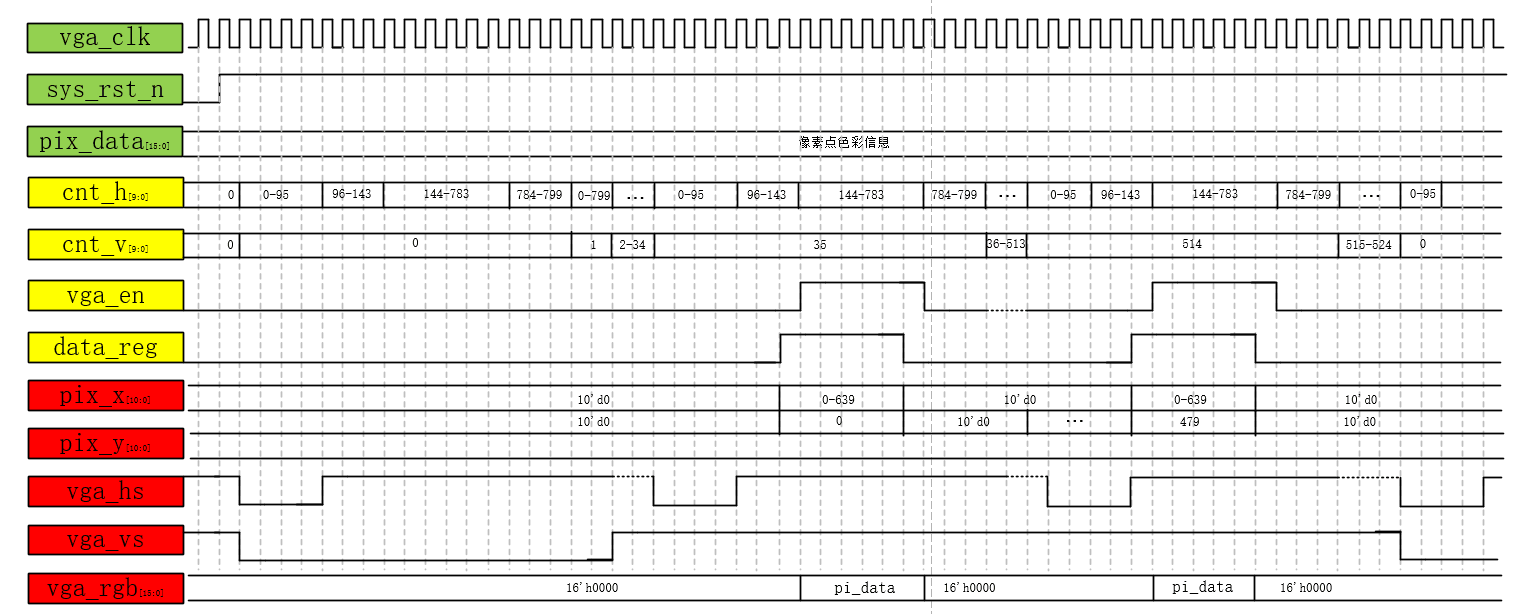 vga_clk
sys_rst_n
pix_data[15:0] 像素点色彩信息
cnt_h[9:0] 0 0-95 96-143 144-783 784-799 0-799 ... 0-95 96-143 144-783 784-799 ... 0-95 96-143 144-783 784-799 ... 0-95
cnt_v[9:0] 0 0 1 2-34 35 36-513 514 515-524 0
vga_en
data_reg
pix_x[10:0] 10'd0 0-639 10'd0 0-639 10'd0
10'd0 0 10'd0 ... 479 10'd0
pix_y[10:0]
vga_hs
vga_vs
vga_rgb[15:0] 16'h0000 pi_data 16'h0000 pi_data 16'h0000